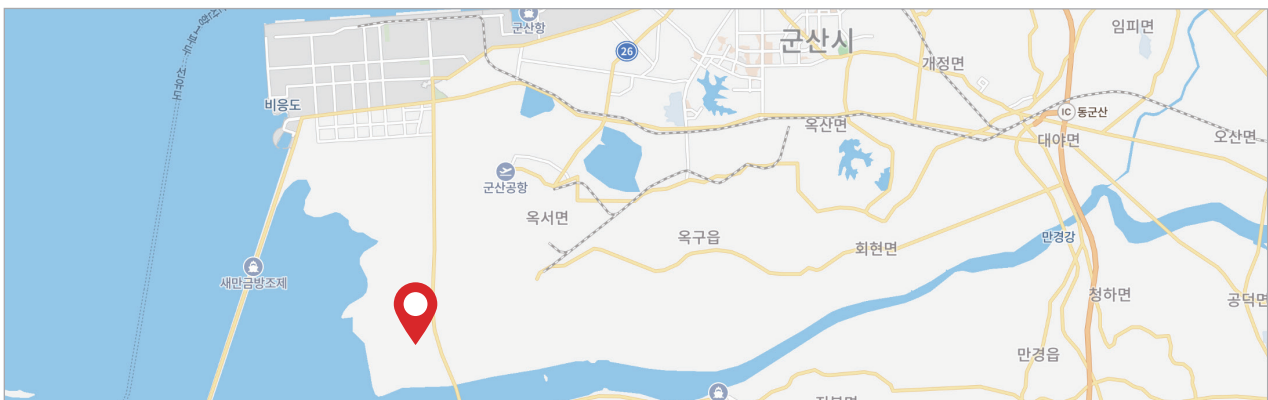 군산항
26
군산시
임피면
개정면
비응도
IC 동군산
옥산면
대야면
오산면
군산공항
옥서면
옥구읍
회현면
만경강
새만금방조제
청하면
공덕면
만경읍